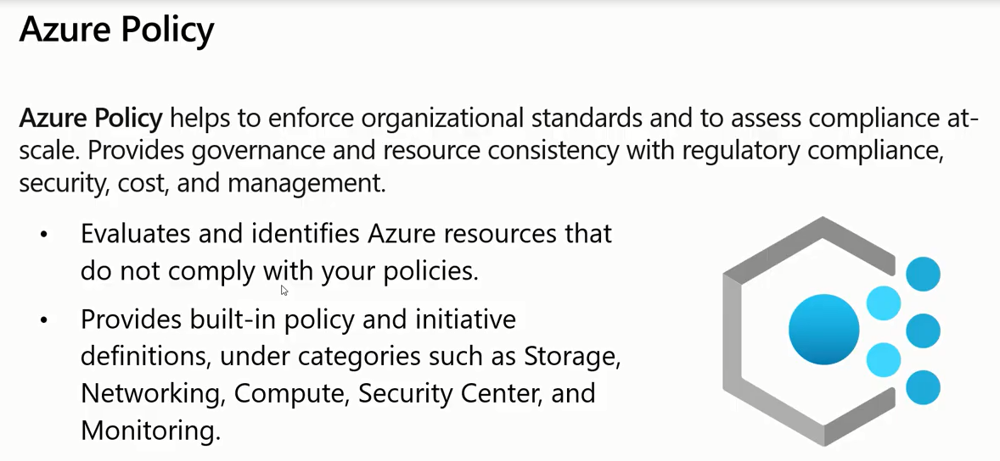 Azure Policy
Azure Policy helps to enforce organizational standards and to assess compliance at-
scale. Provides governance and resource consistency with regulatory compliance,
security, cost, and management.
• Evaluates and identifies Azure resources that
do not comply with your policies.
• Provides built-in policy and initiative
definitions, under categories such as Storage,
Networking, Compute, Security Center, and
Monitoring.